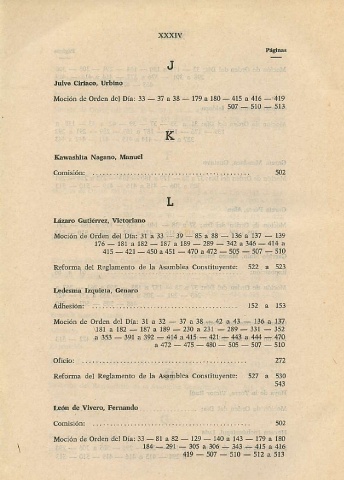 XXXIV
Páginas
J
Julve Ciriaco, Urbino
Moción de Orden del Día: 33 — 37 a 38 — 179 a 180 — 415 a 416 — 419
507 — 510 — 513
K
Kawashita Nagano, Manuel
Comisión: ............................................ 502
L
Lázaro Gutiérrez, Victoriano
Moción de Orden del Día: 31 a 33 — 39 — 85 a 88 — 136 a 137 — 139
176 — 181 a 182 — 187 a 189 — 289 — 342 a 346 — 414 a
415 — 421 — 450 a 451 — 470 a 472 — 505 — 507 — 510
Reforma del Reglamento de la Asamblea Constituyente: 522 a 523
Ledesma Izquieta, Genaro
Adhesión: ........................................ 152 a 153
Moción de Orden del Día: 31 a 32 — 37 a 38 — 42 a 43 — 136 a 137
181 a 182 — 187 a 189 — 230 a 231 — 289 — 331 — 352
a 353 — 391 a 392 — 414 a 415 — 421 — 443 a 444 — 470
a 472 — 475 — 480 — 505 — 507 — 510
Oficio: ............................................ 272
Reforma del Reglamento de la Asamblea Constituyente: 527 a 530
543
León de Vivero, Fernando
Comisión: ............................................ 502
Moción de Orden del Día: 33 — 81 a 82 — 129 — 140 a 143 — 179 a 180
184 — 291 — 305 a 306 — 343 — 415 a 416
419 — 507 — 510 — 512 a 513